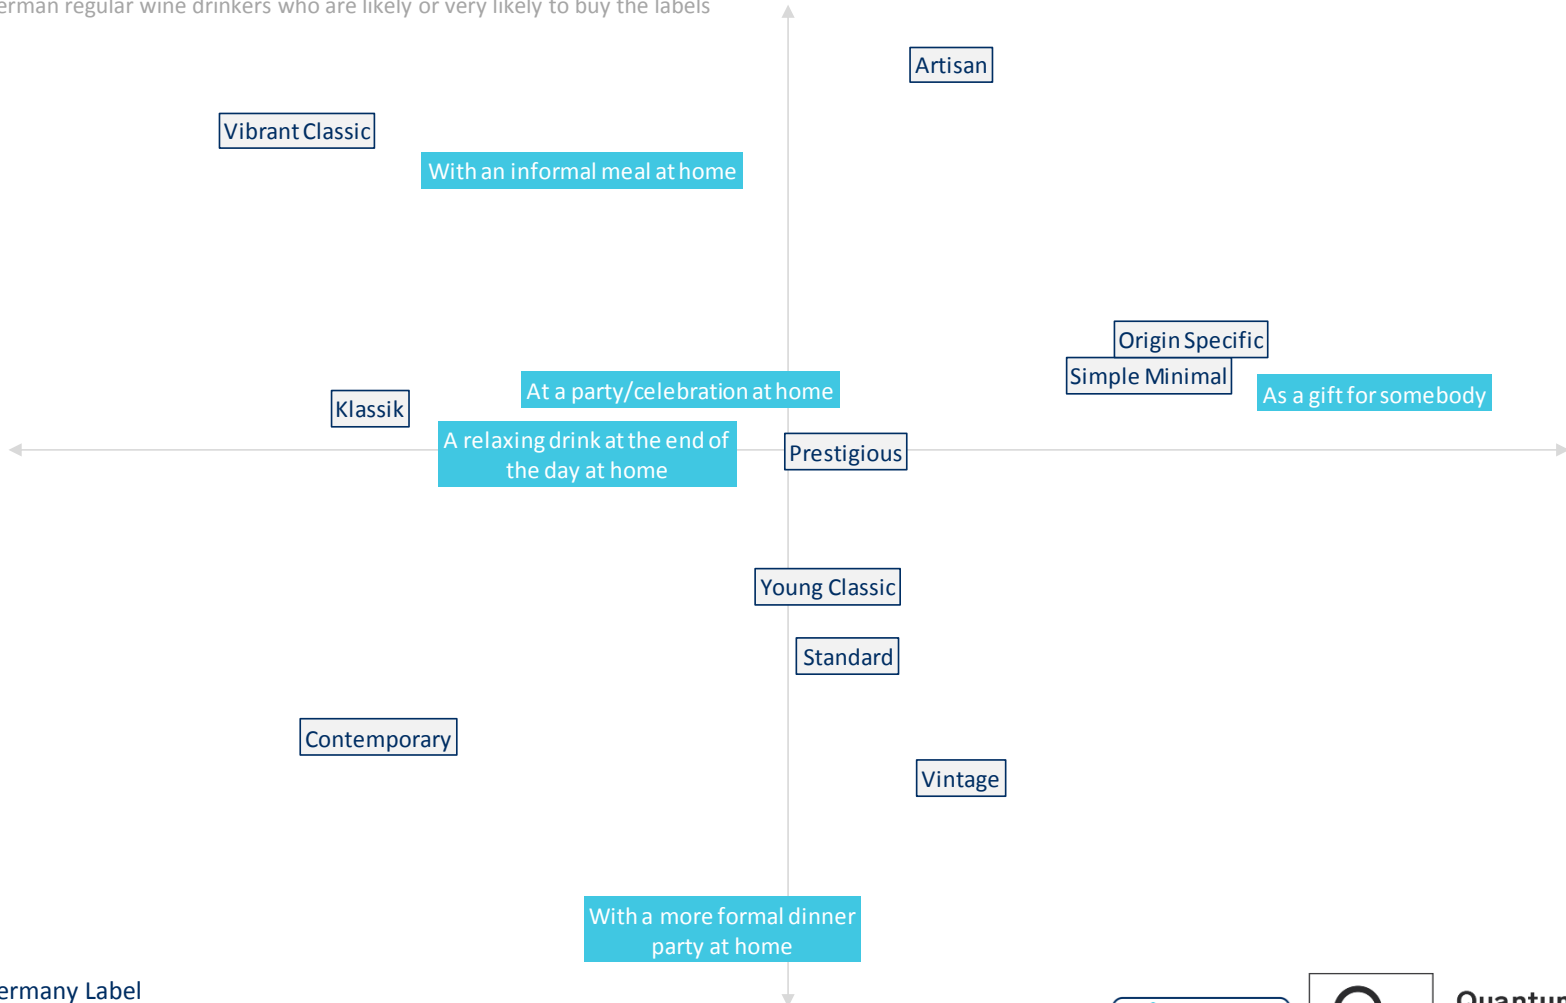 erman regular wine drinkers who are likely or very likely to buy the labels
Artisan
Vibrant Classic
With an informal meal at home
Origin Specific
Simple Minimal
At a party/celebration at home
As a gift for somebody
Klassik
A relaxing drink at the end of
the day at home
Prestigious
Young Classic
Standard
Contemporary
Vintage
With a more formal dinner
party at home
ermany Label
Quantum